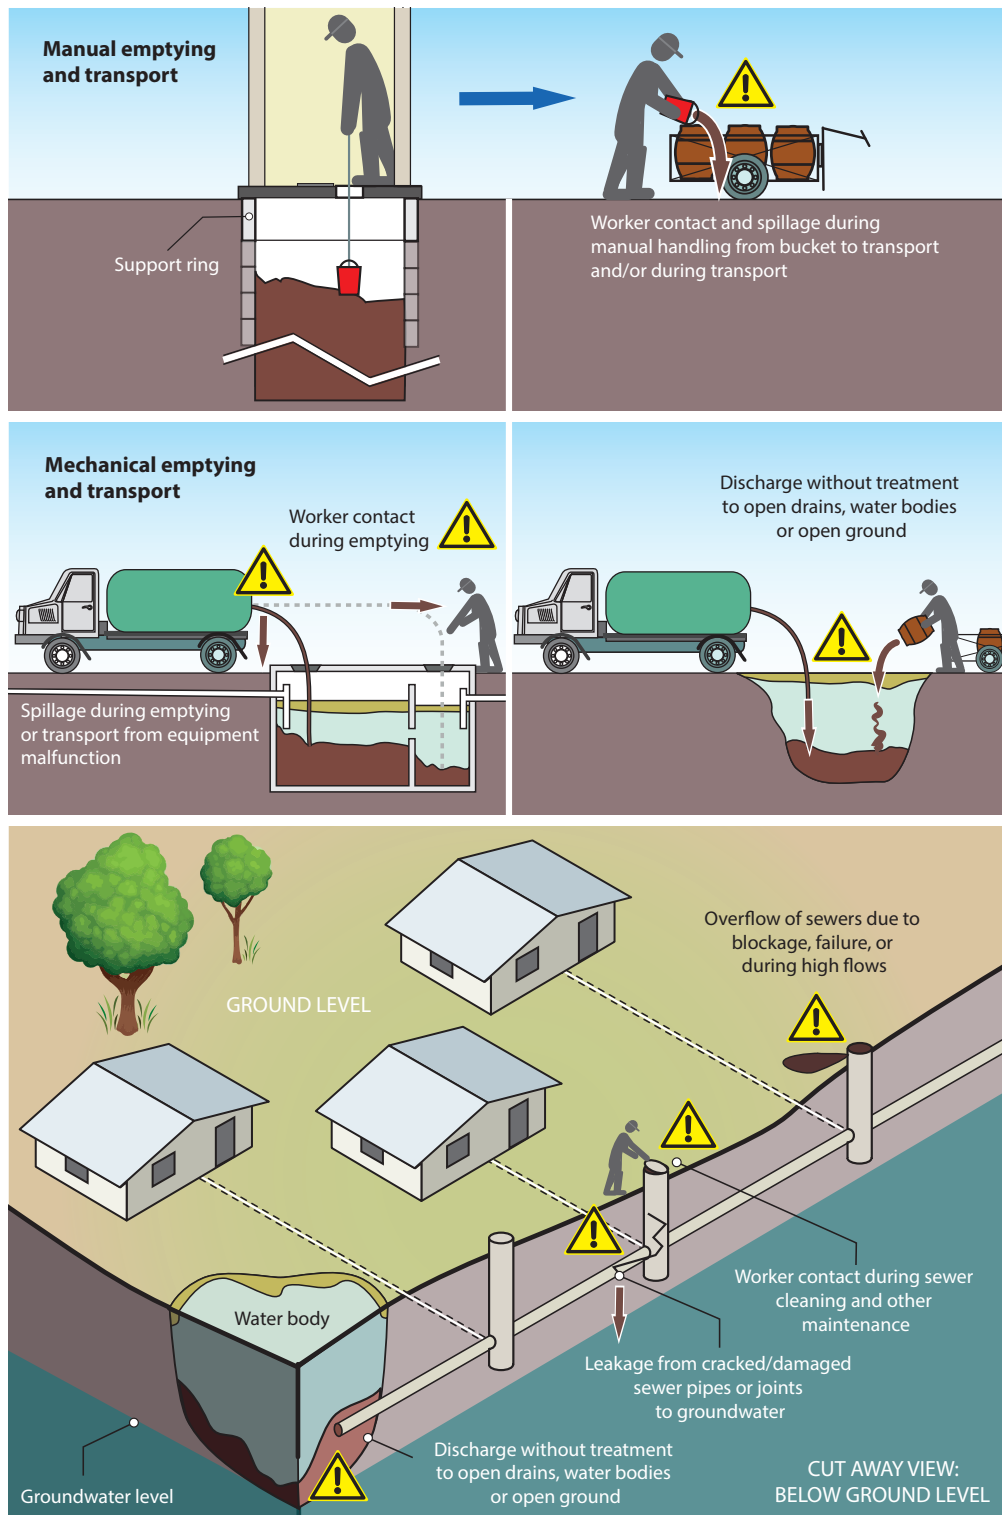 Manual emptying
and transport
Support ring
Worker contact and spillage during
manual handling from bucket to transport
and/or during transport
Mechanical emptying
and transport
Worker contact
during emptying
Spillage during emptying
or transport from equipment
malfunction
Discharge without treatment
to open drains, water bodies
or open ground
Overflow of sewers due to
blockage, failure, or
during high flows
GROUND LEVEL
Water body
Worker contact during sewer
cleaning and other
maintenance
Leakage from cracked/damaged
sewer pipes or joints
to groundwater
Discharge without treatment
to open drains, water bodies
or open ground
Groundwater level
CUT AWAY VIEW:
BELOW GROUND LEVEL